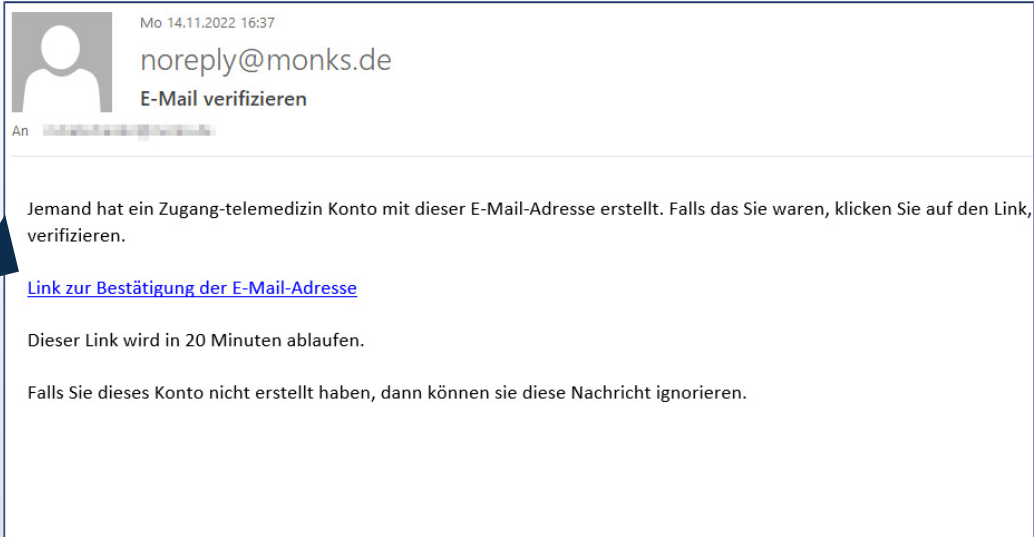 Mo 14.11.2022 16:37
noreply@monks.de
E-Mail verifizieren
An
Jemand hat ein Zugang-telemedizin Konto mit dieser E-Mail-Adresse erstellt. Falls das Sie waren, klicken Sie auf den Link,
verifizieren.
Link zur Bestätigung der E-Mail-Adresse
Dieser Link wird in 20 Minuten ablaufen.
Falls Sie dieses Konto nicht erstellt haben, dann können sie diese Nachricht ignorieren.